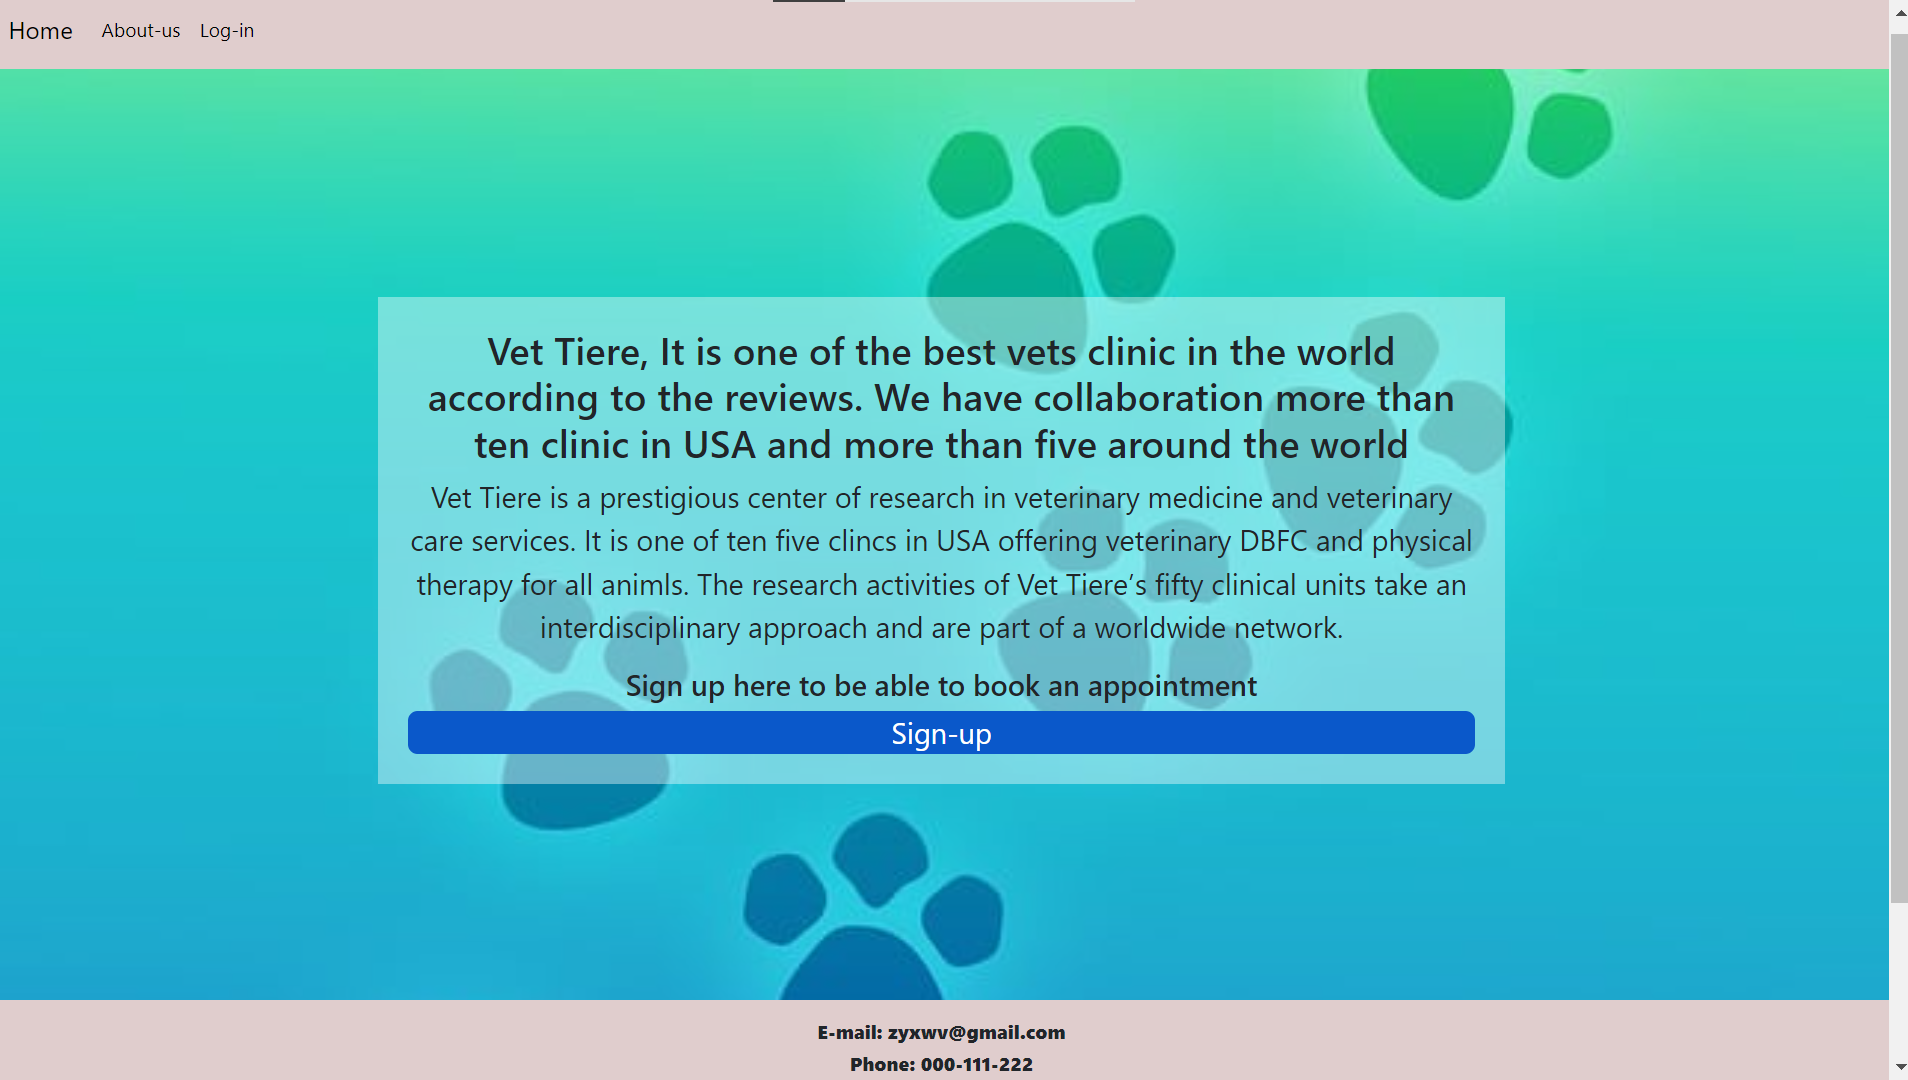 Home About-us Log-in
Vet Tiere, It is one of the best vets clinic in the world
according to the reviews. We have collaboration more than
ten clinic in USA and more than five around the world
Vet Tiere is a prestigious center of research in veterinary medicine and veterinary
care services. It is one of ten five clincs in USA offering veterinary DBFC and physical
therapy for all animls. The research activities of Vet Tiere’s fifty clinical units take an
interdisciplinary approach and are part of a worldwide network.
Sign up here to be able to book an appointment
Sign-up
E-mail: zyxwv@gmail.com
Phone: 000-111-222